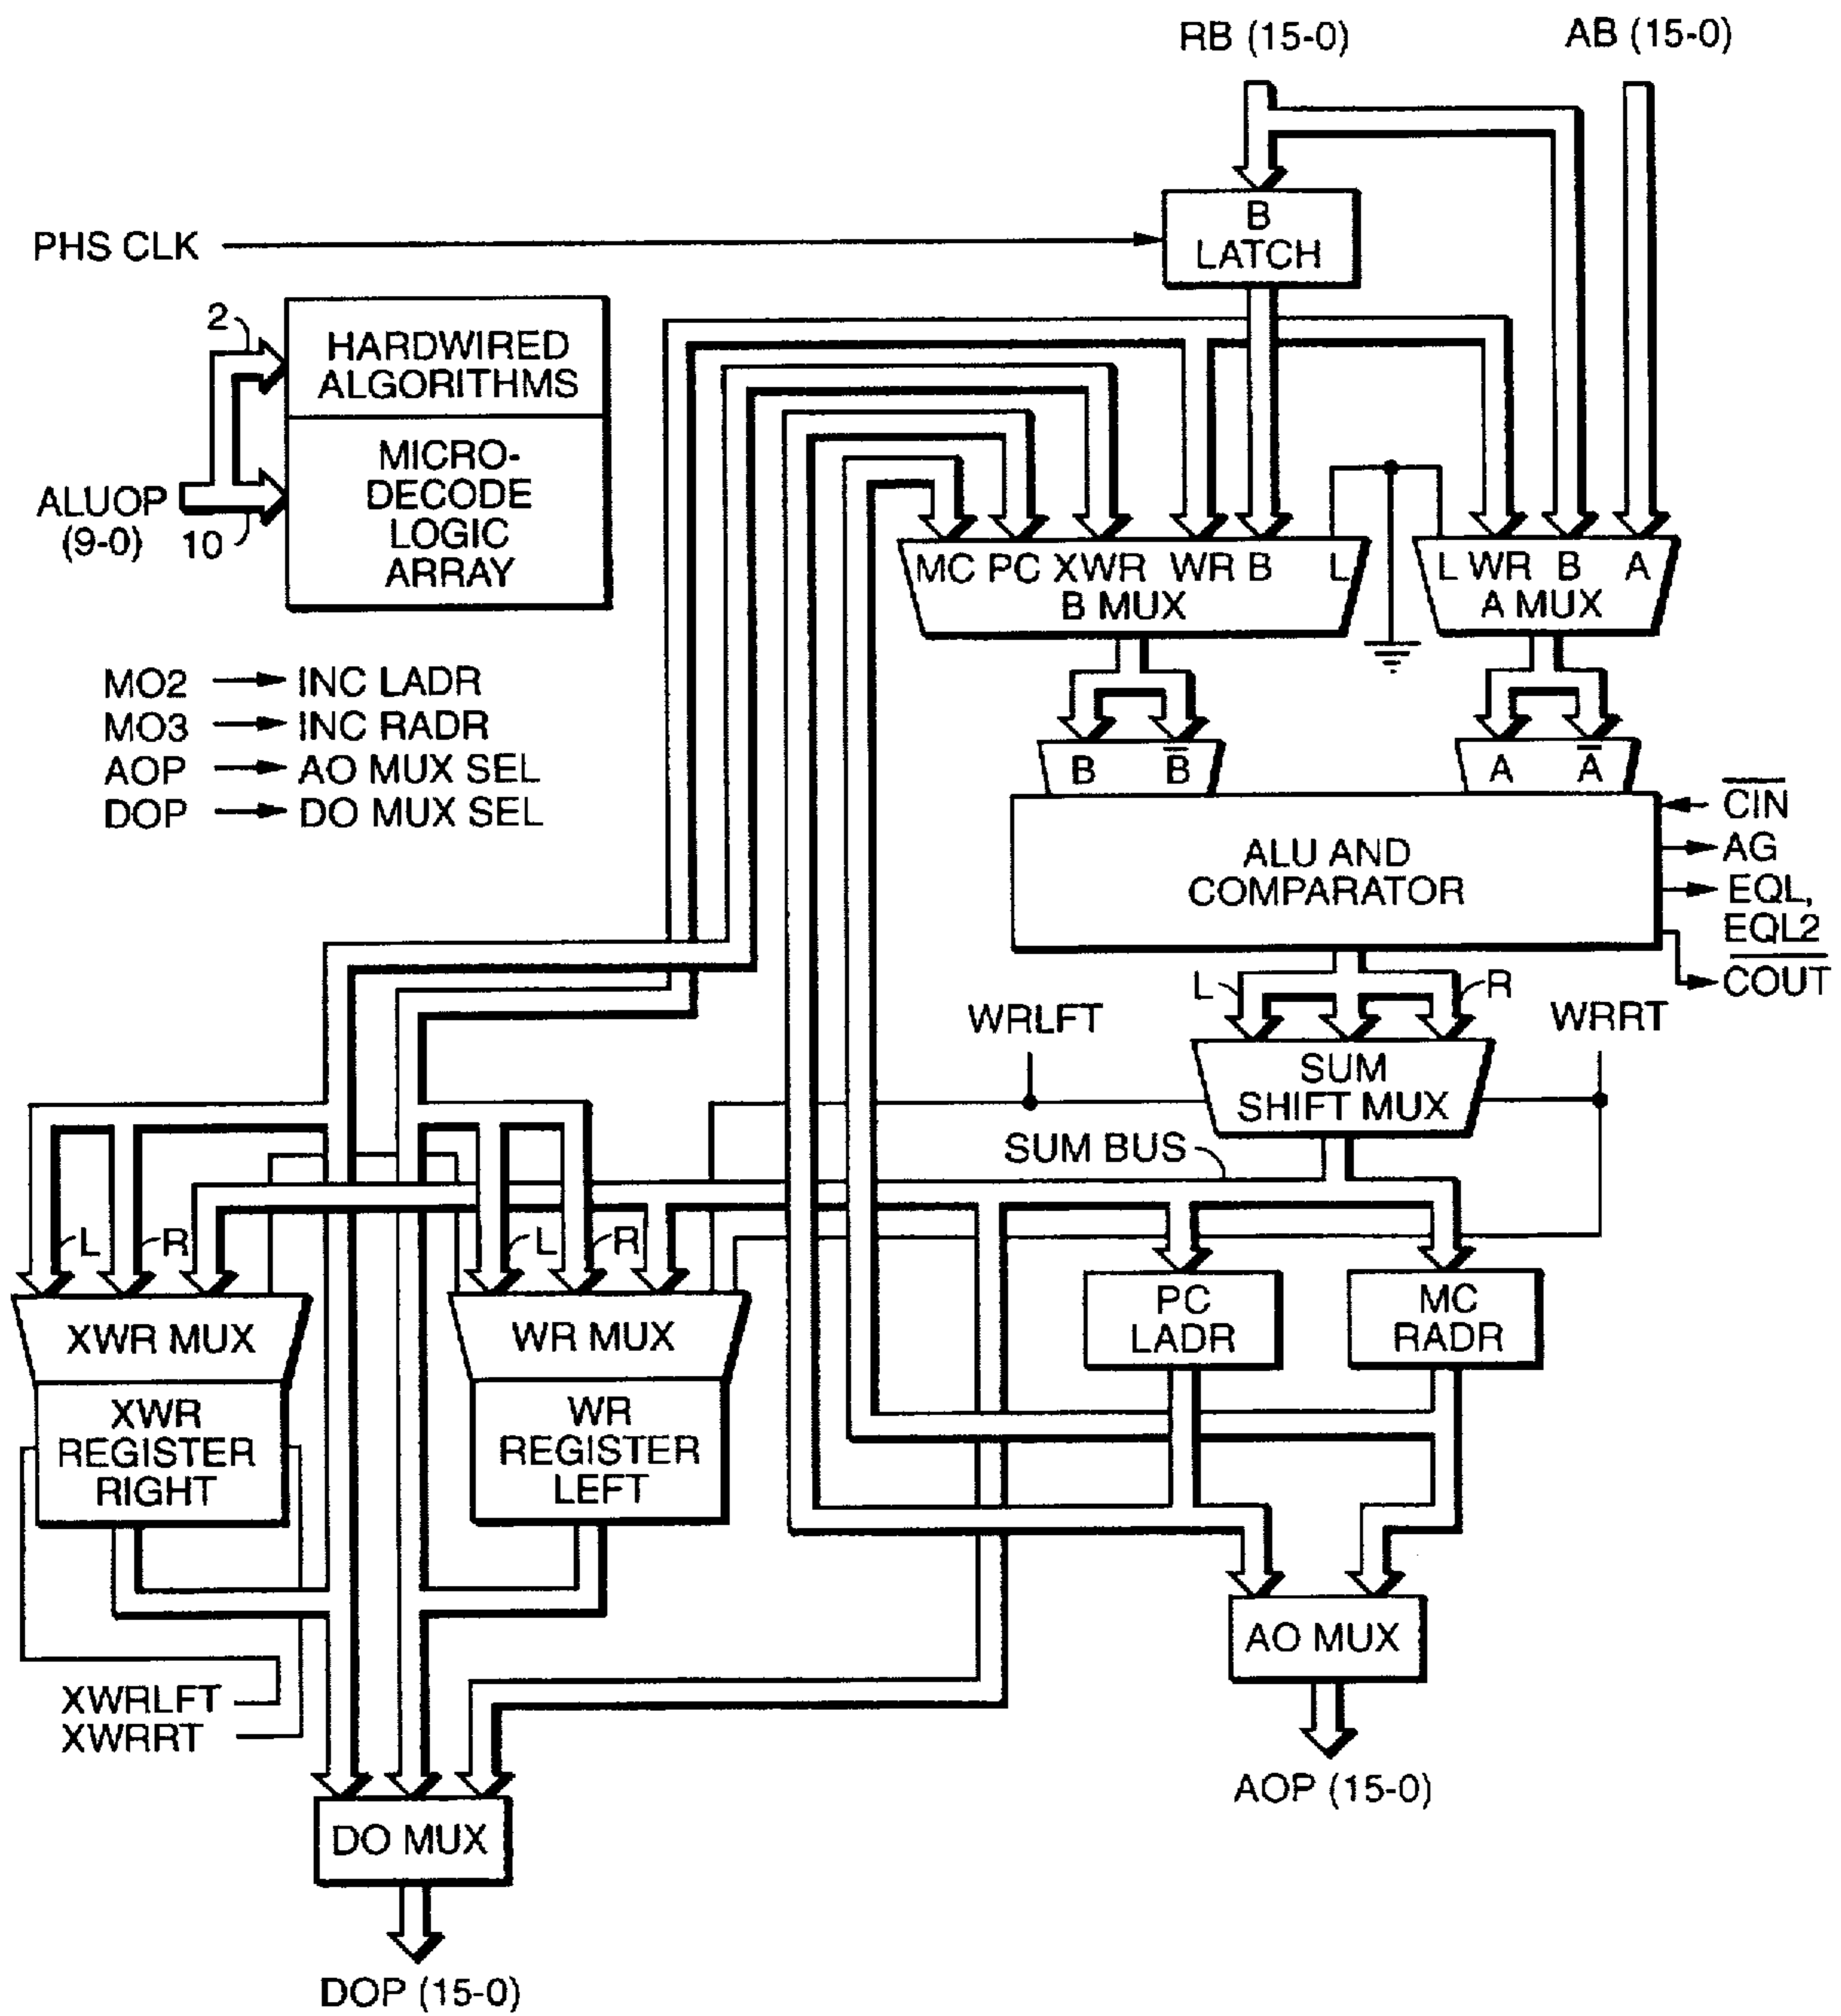 RB (15-0)
AB (15-0)
B
LATCH
PHS CLK
2
HARDWIRED
ALGORITHMS
MICRO-
DECODE
LOGIC
ARRAY
ALUOP
(9-0)
10
MC PC XWR WR B L
B MUX
L WR B A
A MUX
MO2 INC LADR
MO3 INC RADR
AOP AO MUX SEL
DOP DO MUX SEL
B B̅
A A̅
ALU AND
COMPARATOR
C̅I̅N̅
AG
EQL,
EQL2
C̅O̅U̅T̅
L
R
WRLFT
WRRT
SUM
SHIFT MUX
SUM BUS
L
R
L
R
XWR MUX
WR MUX
PC
LADR
MC
RADR
XWR
REGISTER
RIGHT
WR
REGISTER
LEFT
AO MUX
XWRLFT
XWRRT
AOP (15-0)
DO MUX
DOP (15-0)